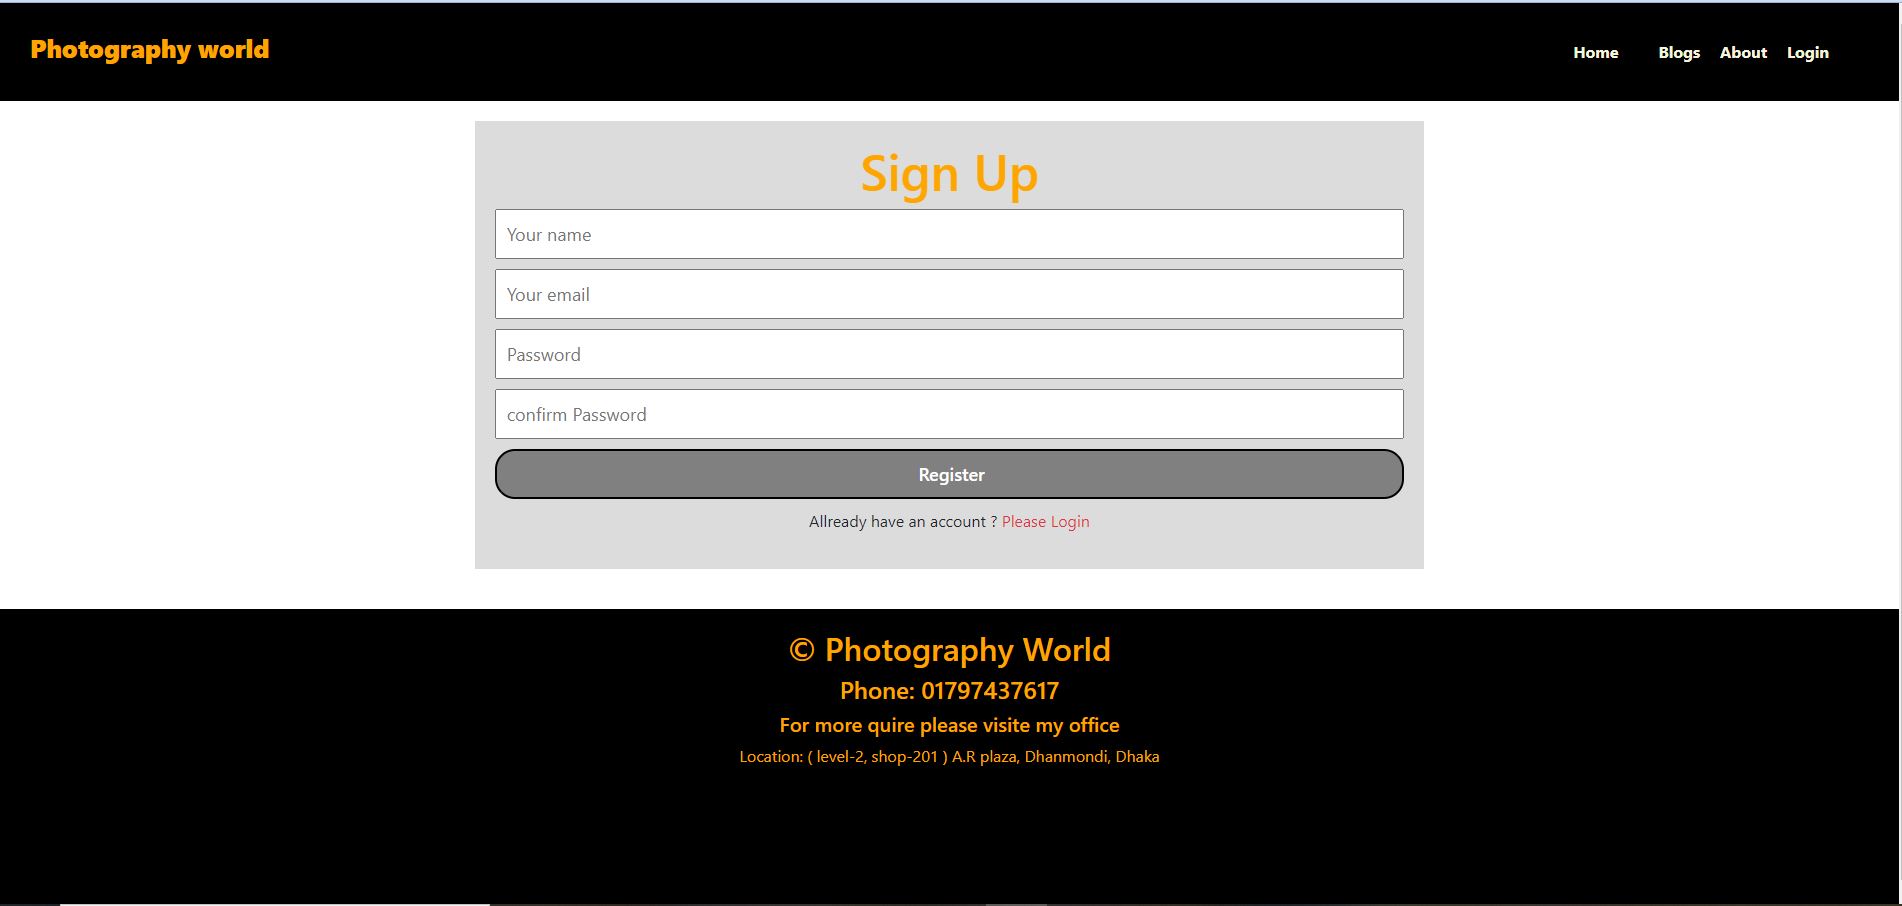 Photography world
Home Blogs About Login
Sign Up
Your name
Your email
Password
confirm Password
Register
Allready have an account ? Please Login
© Photography World
Phone: 01797437617
For more quire please visite my office
Location: ( level-2, shop-201 ) A.R plaza, Dhanmondi, Dhaka